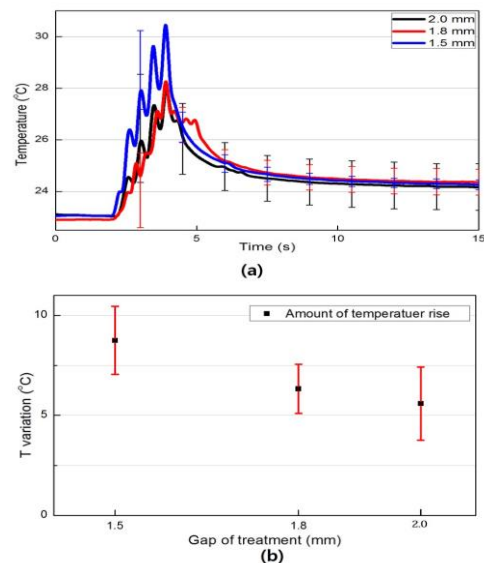 2.0 mm
1.8 mm
1.5 mm
30
28
26
24
Temperature (°C)
0
5
10
15
Time (s)
(a)
Amount of temperatuer rise
10
5
0
T variation (°C)
1.5
1.8
2.0
Gap of treatment (mm)
(b)